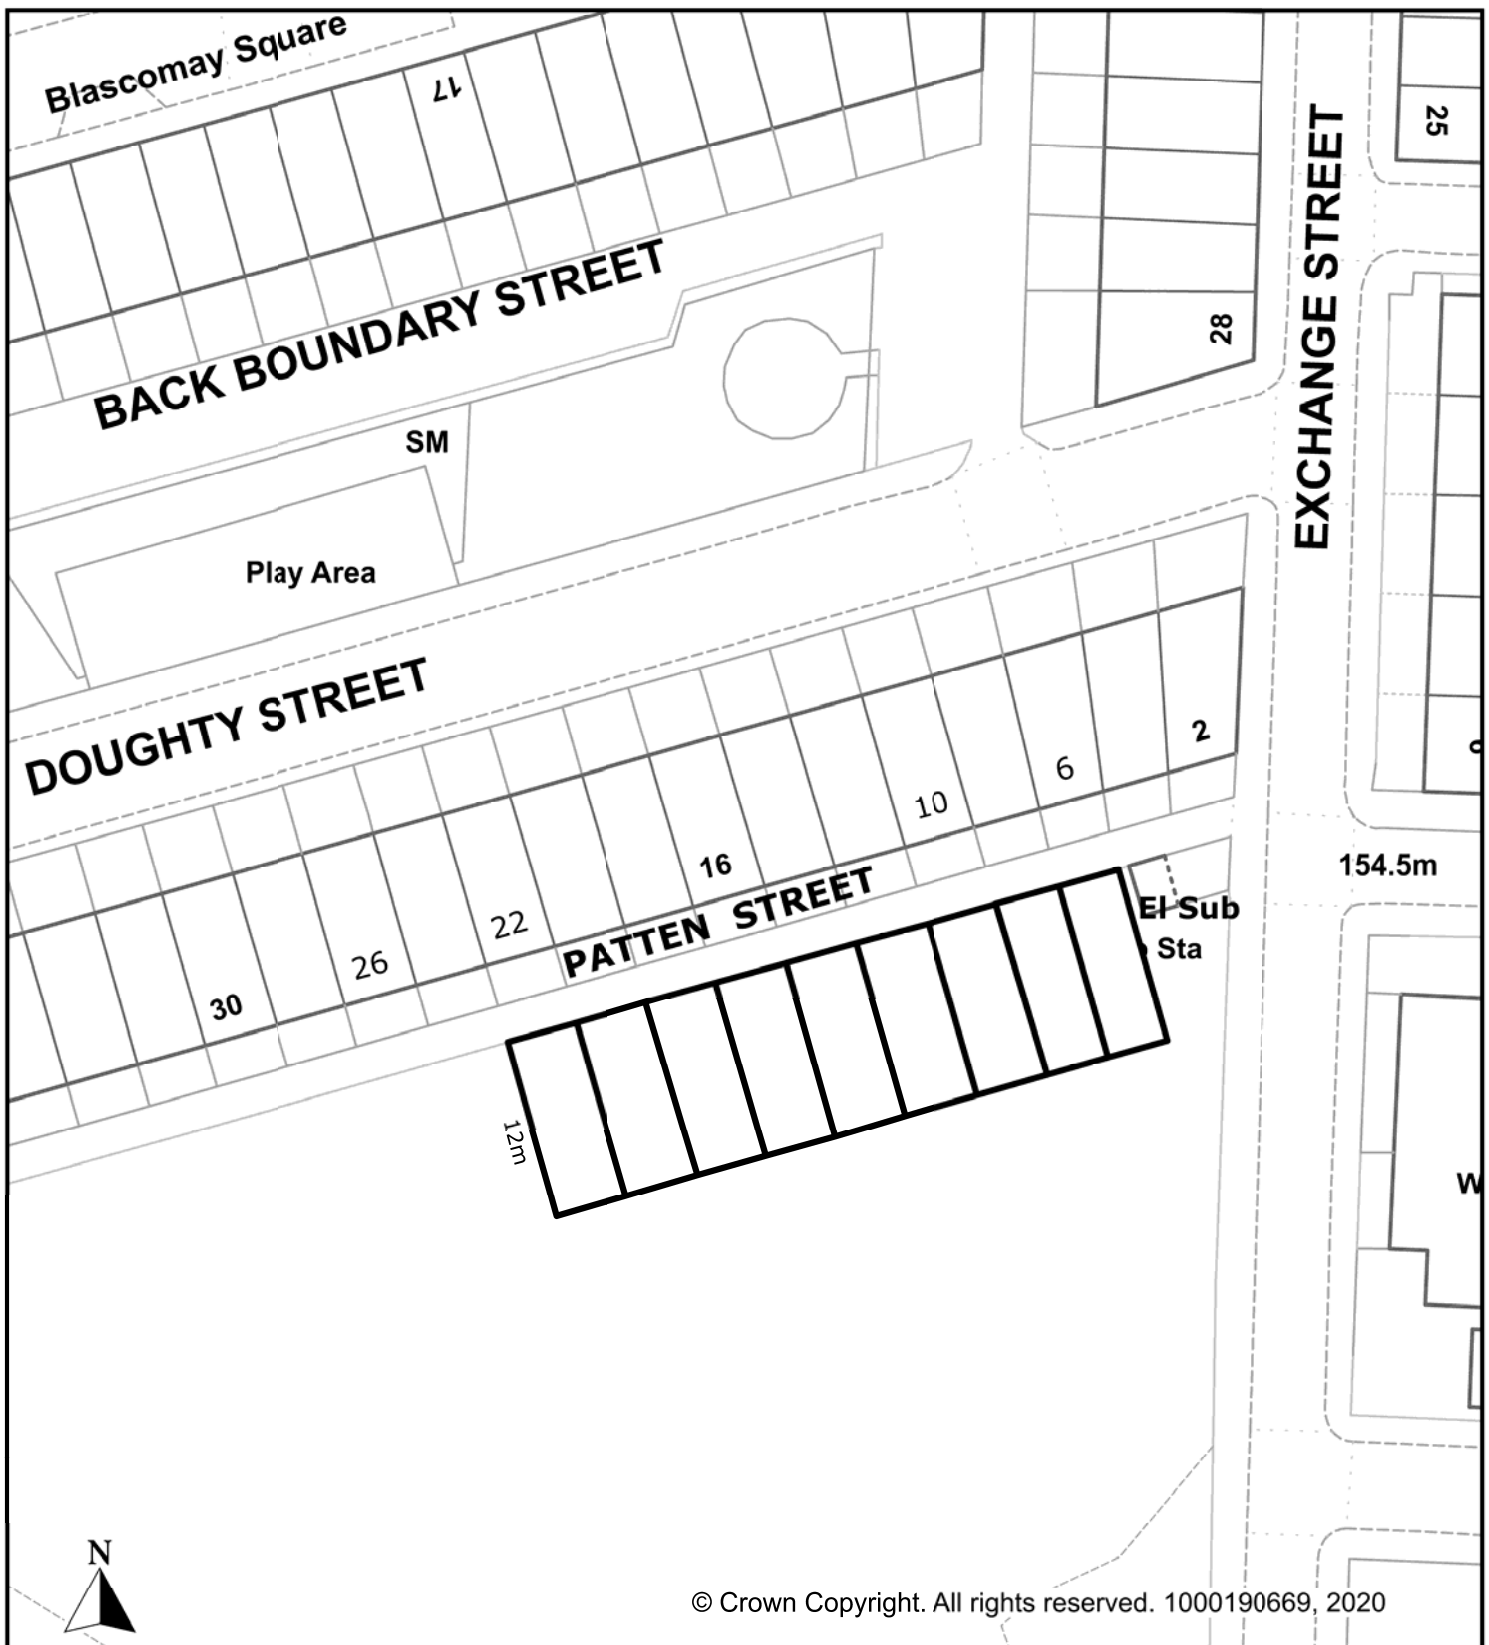 Blascomay Square
17
25
BACK BOUNDARY STREET
EXCHANGE STREET
28
SM
Play Area
DOUGHTY STREET
2
6
10
16
22
26
30
PATTEN STREET
154.5m
El Sub
Sta
12m
W
N
© Crown Copyright. All rights reserved. 1000190669, 2020